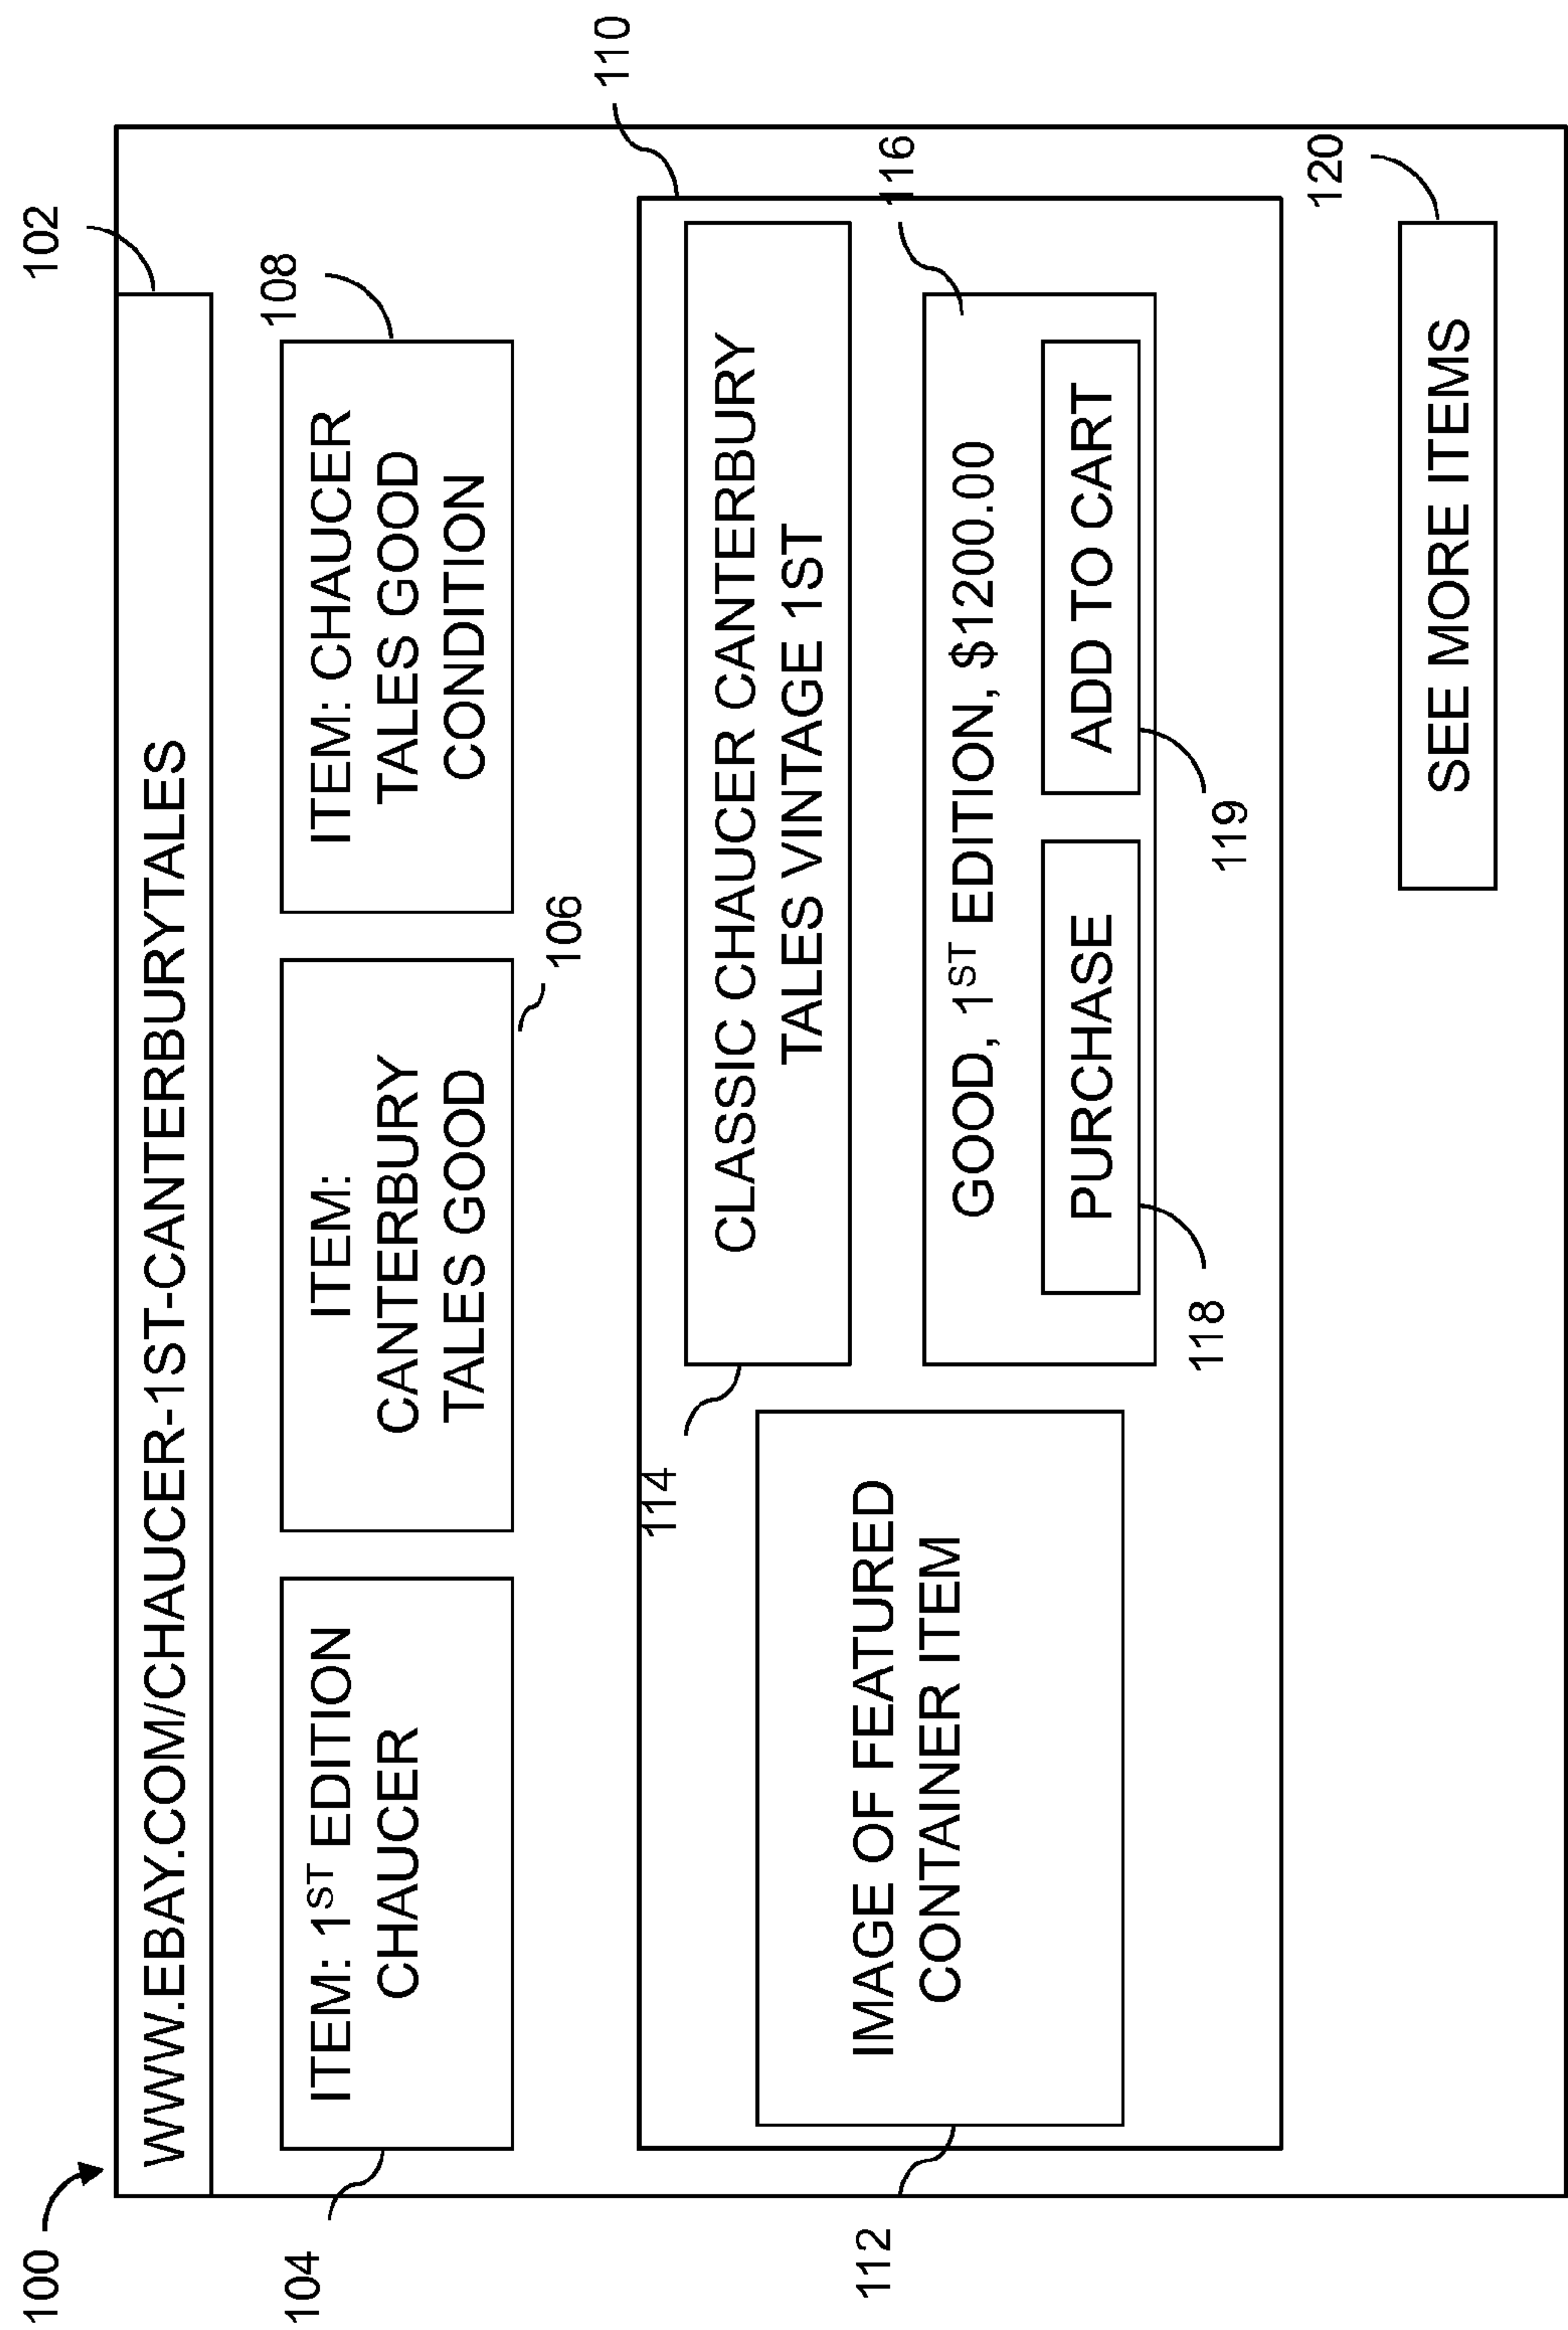 100
102
WWW.EBAY.COM/CHAUCER-1ST-CANTERBURYTALES
104
ITEM: 1ST EDITION
CHAUCER
ITEM:
CANTERBURY
TALES GOOD
106
ITEM: CHAUCER
TALES GOOD
CONDITION
108
110
112
IMAGE OF FEATURED
CONTAINER ITEM
114
CLASSIC CHAUCER CANTERBURY
TALES VINTAGE 1ST
116
GOOD, 1ST EDITION, $1200.00
PURCHASE
118
ADD TO CART
119
SEE MORE ITEMS
120